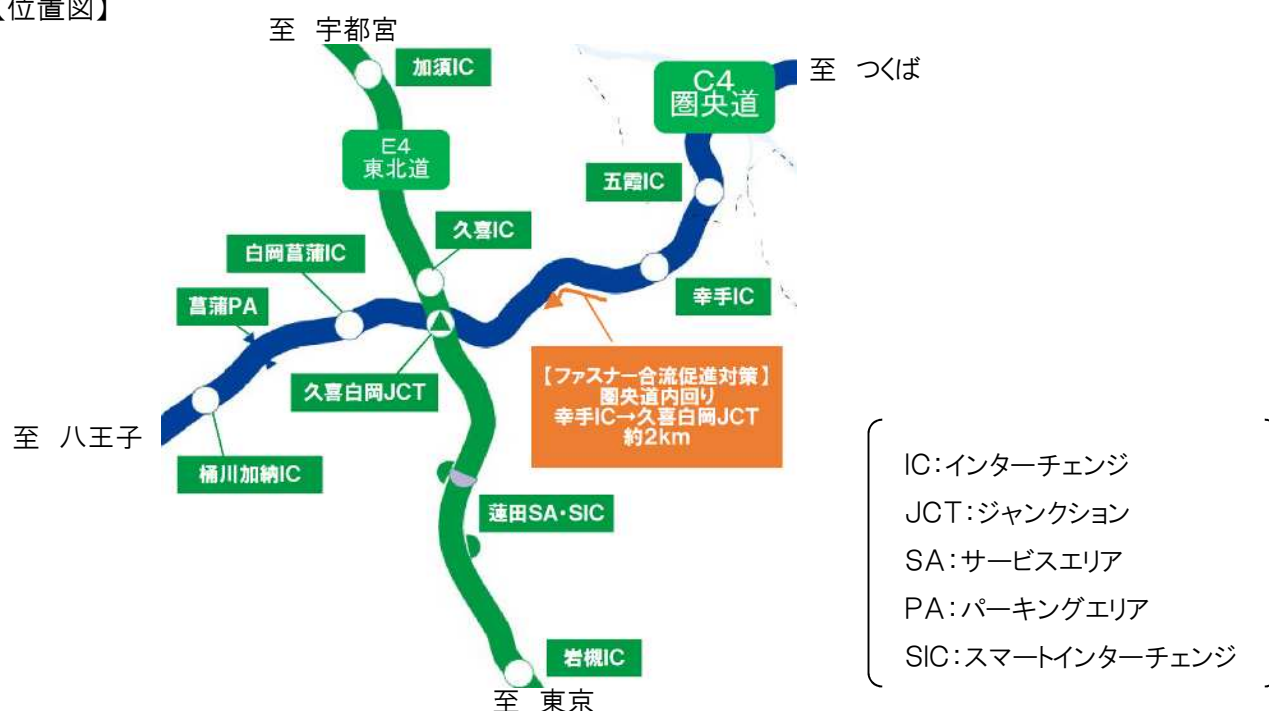 【位置図】
至 宇都宮
加須IC
C4
圏央道
至 つくば
E4
東北道
五霞IC
久喜IC
白岡菖蒲IC
幸手IC
菖蒲PA
久喜白岡JCT
【ファスナー合流促進対策】
圏央道内回り
幸手IC→久喜白岡JCT
約2km
至 八王子
桶川加納IC
蓮田SA・SIC
岩槻IC
至 東京
IC:インターチェンジ
JCT:ジャンクション
SA:サービスエリア
PA:パーキングエリア
SIC:スマートインターチェンジ